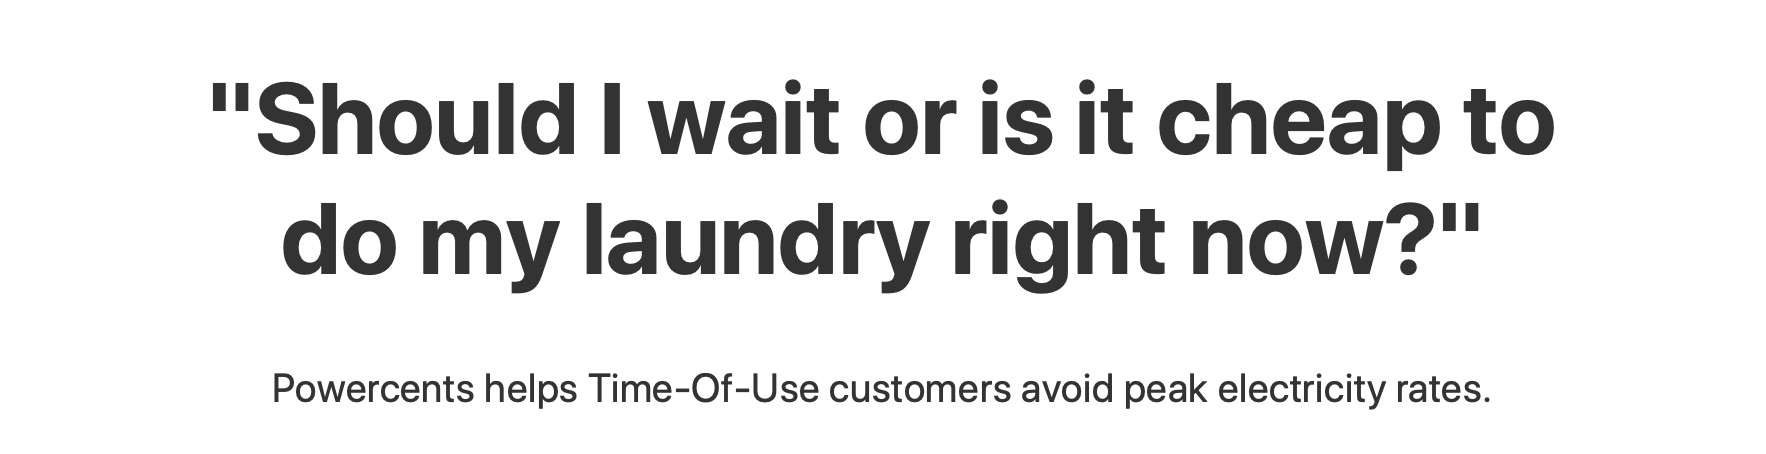 "Should I wait or is it cheap to
do my laundry right now?"
Powercents helps Time-Of-Use customers avoid peak electricity rates.